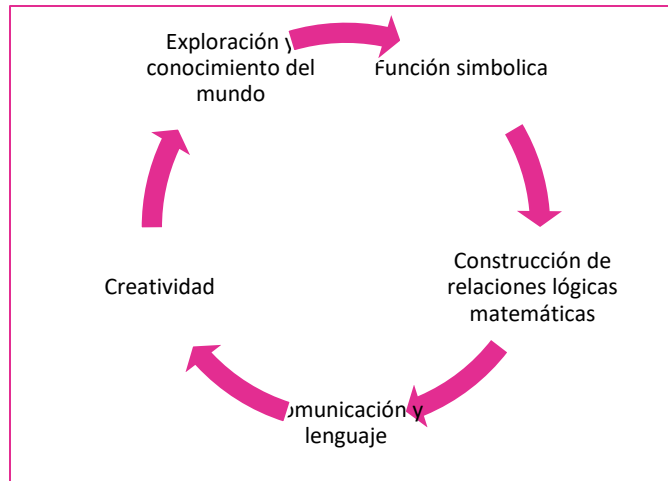 Exploración y
conocimiento del
mundo
Función simbolica
Construcción de
relaciones lógicas
matemáticas
omunicación y
lenguaje
Creatividad